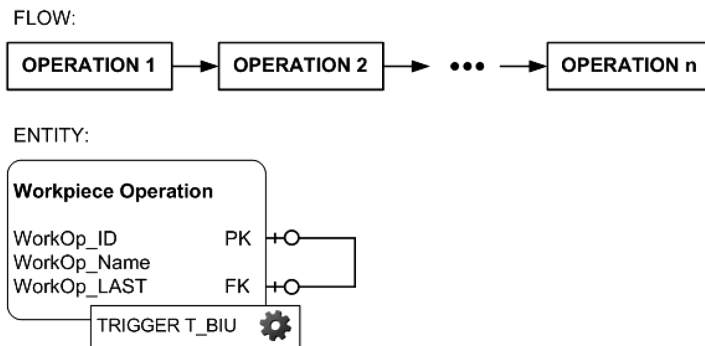 FLOW:
OPERATION 1 OPERATION 2 ••• OPERATION n
ENTITY:
Workpiece Operation
WorkOp_ID PK
WorkOp_Name
WorkOp_LAST FK
TRIGGER T_BIU